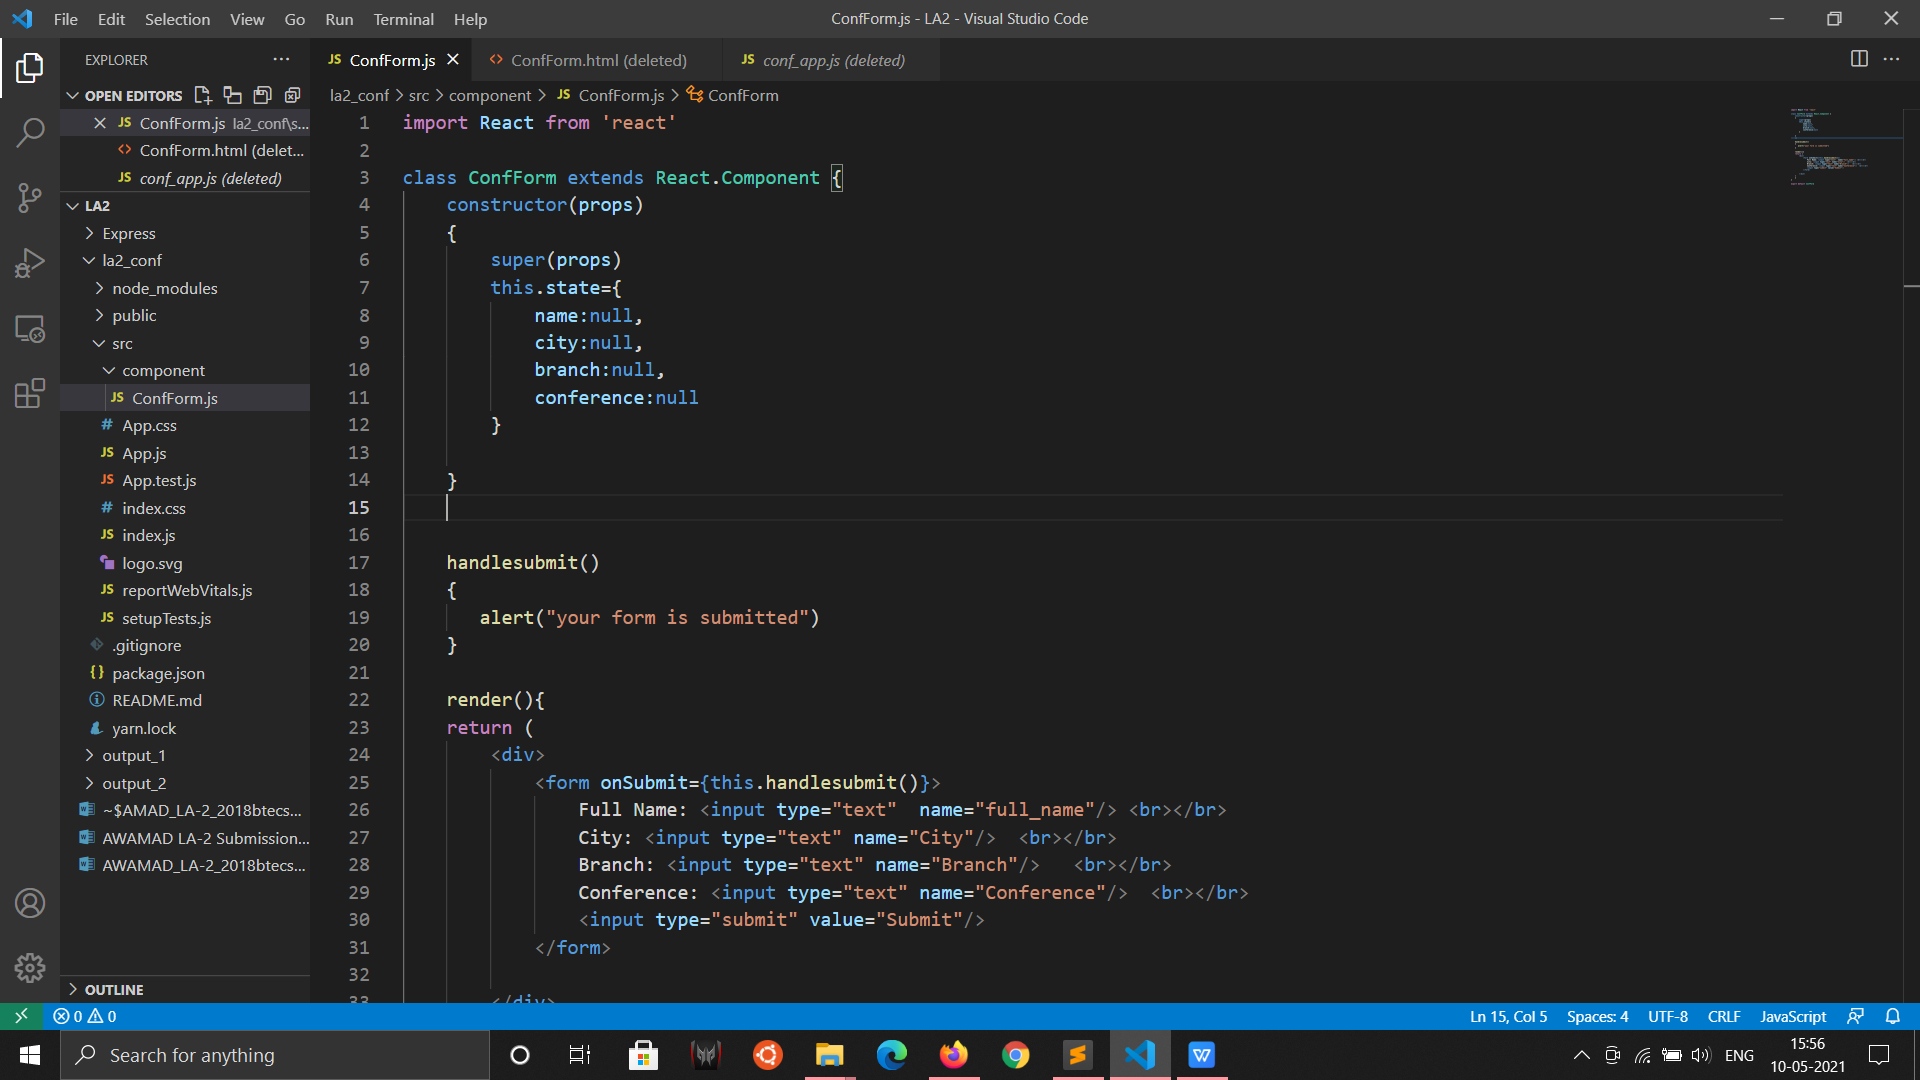 File Edit Selection View Go Run Terminal Help
ConfForm.js - LA2 - Visual Studio Code
EXPLORER
JS ConfForm.js
<> ConfForm.html (deleted)
JS conf_app.js (deleted)
OPEN EDITORS
JS ConfForm.js la2_conf\s...
<> ConfForm.html (delet...
JS conf_app.js (deleted)
LA2
Express
la2_conf
node_modules
public
src
component
JS ConfForm.js
# App.css
JS App.js
JS App.test.js
# index.css
JS index.js
logo.svg
JS reportWebVitals.js
JS setupTests.js
.gitignore
{} package.json
README.md
yarn.lock
output_1
output_2
~$AMAD_LA-2_2018btecs...
AWAMAD LA-2 Submission...
AWAMAD_LA-2_2018btecs...
OUTLINE
la2_conf > src > component > JS ConfForm.js > ConfForm
1 import React from 'react'
2
3 class ConfForm extends React.Component {
4 constructor(props)
5 {
6 super(props)
7 this.state={
8 name:null,
9 city:null,
10 branch:null,
11 conference:null
12 }
13
14 }
15
16
17 handlesubmit()
18 {
19 alert("your form is submitted")
20 }
21
22 render(){
23 return (
24 <div>
25 <form onSubmit={this.handlesubmit()}>
26 Full Name: <input type="text"  name="full_name"/> <br></br>
27 City: <input type="text" name="City"/>  <br></br>
28 Branch: <input type="text" name="Branch"/>   <br></br>
29 Conference: <input type="text" name="Conference"/>  <br></br>
30 <input type="submit" value="Submit"/>
31 </form>
32
33 </div>
0 0
Ln 15, Col 5 Spaces: 4 UTF-8 CRLF JavaScript
Search for anything
ENG
15:56
10-05-2021